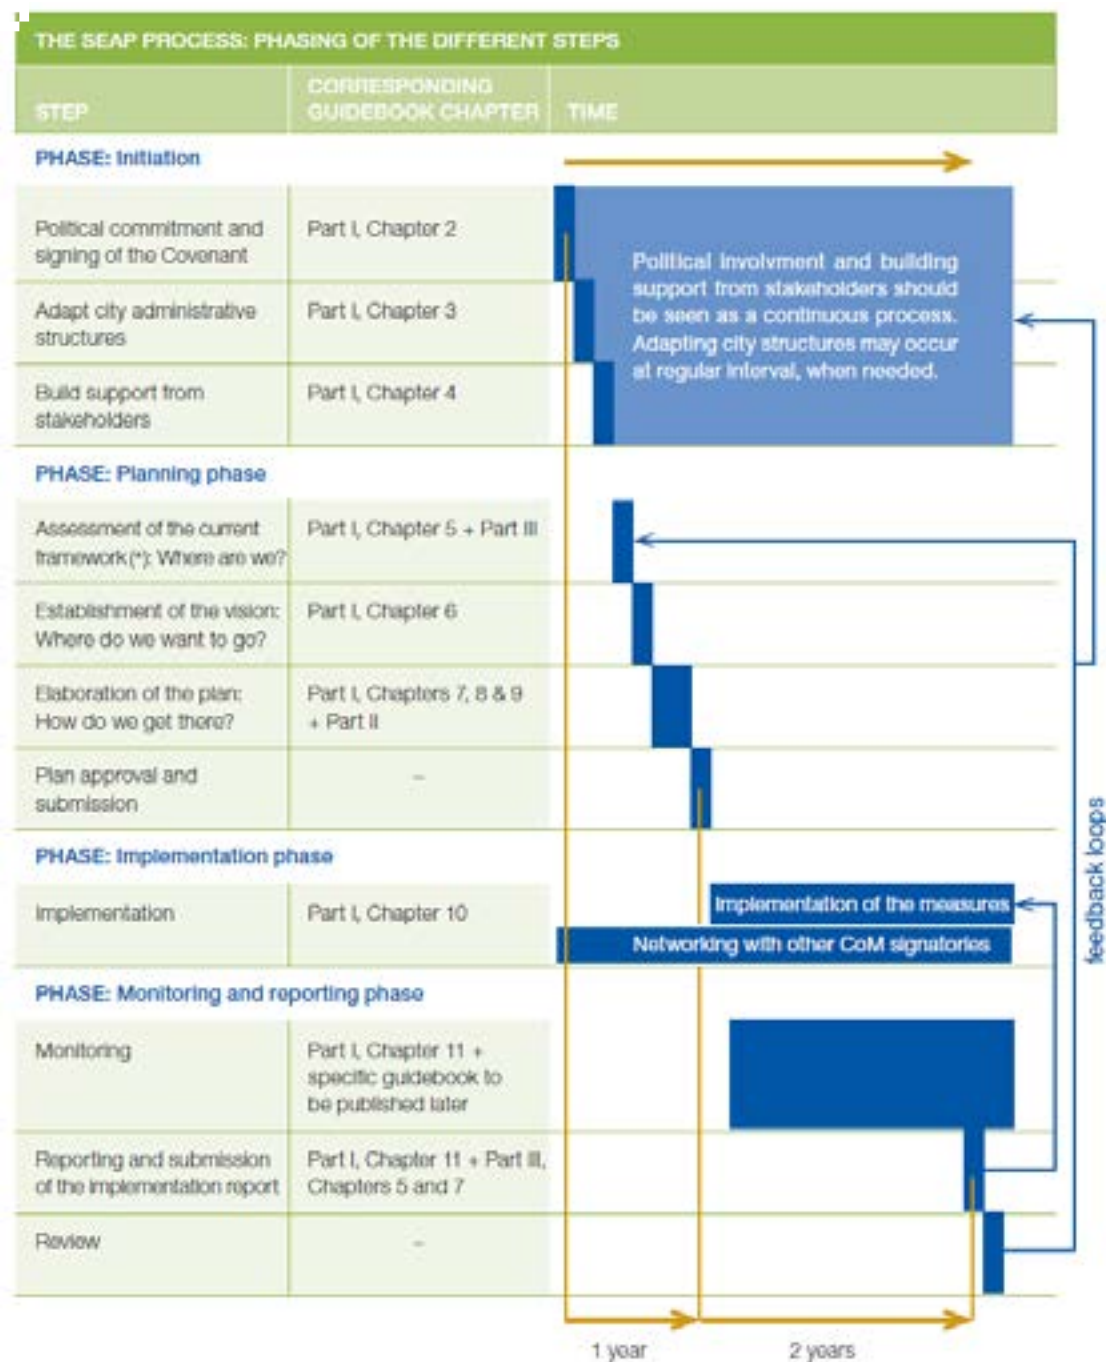 THE SEAP PROCESS: PHASING OF THE DIFFERENT STEPS
STEP
CORRESPONDING
GUIDEBOOK CHAPTER
TIME
PHASE: Initiation
Political commitment and
signing of the Covenant
Part I, Chapter 2
Adapt city administrative
structures
Part I, Chapter 3
Build support from
stakeholders
Part I, Chapter 4
Political involvment and building
support from stakeholders should
be seen as a continuous process.
Adapting city structures may occur
at regular interval, when needed.
PHASE: Planning phase
Assessment of the current
framework(*): Where are we?
Part I, Chapter 5 + Part III
Establishment of the vision:
Where do we want to go?
Part I, Chapter 6
Elaboration of the plan:
How do we get there?
Part I, Chapters 7, 8 & 9
+ Part II
Plan approval and
submission
–
PHASE: Implementation phase
Implementation
Part I, Chapter 10
Implementation of the measures
Networking with other CoM signatories
PHASE: Monitoring and reporting phase
Monitoring
Part I, Chapter 11 +
specific guidebook to
be published later
Reporting and submission
of the implementation report
Part I, Chapter 11 + Part III,
Chapters 5 and 7
Review
–
feedback loops
1 year
2 years